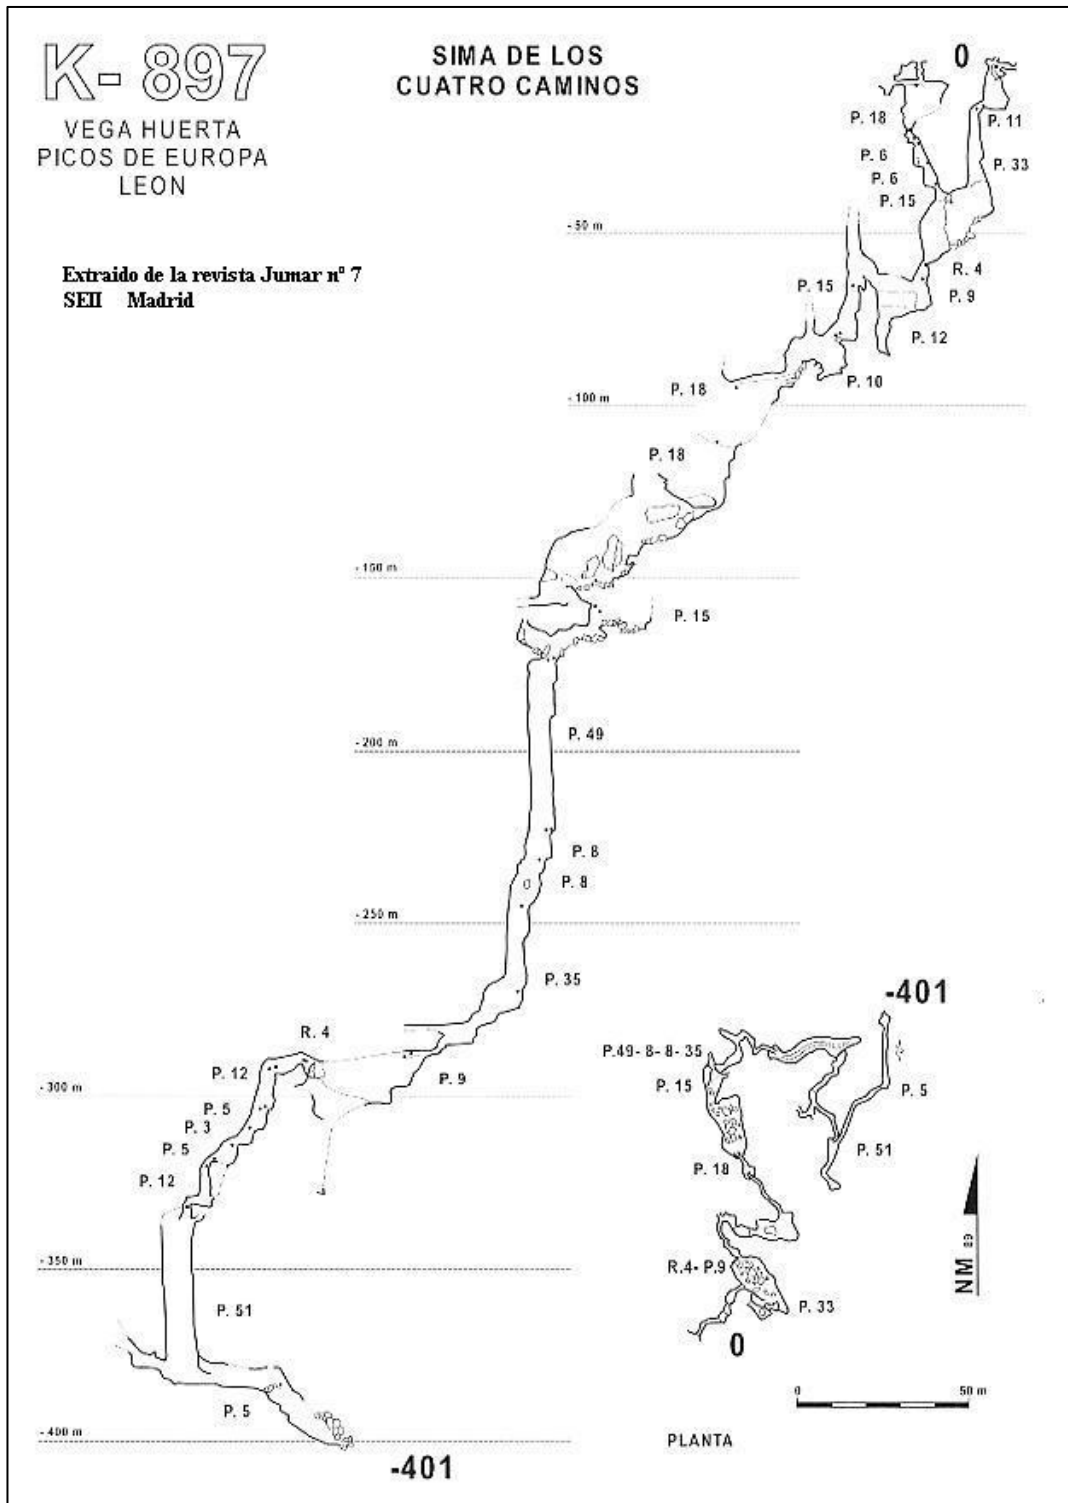 K- 897
VEGA HUERTA
PICOS DE EUROPA
LEON
SIMA DE LOS
CUATRO CAMINOS
Extraido de la revista Jumar nº 7
SEII Madrid
0
P. 18
P. 11
P. 6
P. 6
P. 33
P. 15
- 50 m
R. 4
P. 15
P. 9
P. 12
P. 18
P. 10
- 100 m
P. 18
- 150 m
P. 15
- 200 m
P. 49
P. 8
P. 8
- 250 m
P. 35
R. 4
P. 12
P. 9
- 300 m
P. 5
P. 3
P. 5
P. 12
- 350 m
P. 51
P. 5
- 400 m
-401
-401
P.49- 8- 8- 35
P. 15
P. 5
P. 51
P. 18
R.4- P.9
P. 33
0
NM 89
0 50 m
PLANTA